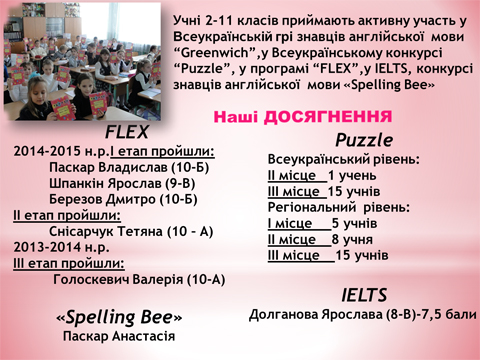 Учні 2-11 класів приймають активну участь у
Всеукраїнській грі знавців англійської мови
“Greenwich”,у Всеукраїнському конкурсі
“Puzzle”, у програмі “FLEX”,у IELTS, конкурсі
знавців англійської мови «Spelling Bee»
Наші ДОСЯГНЕННЯ
FLEX
2014-2015 н.р.І етап пройшли:
Паскар Владислав (10-Б)
Шпанкін Ярослав (9-В)
Березов Дмитро (10-Б)
ІІ етап пройшли:
Снісарчук Тетяна (10 – А)
2013-2014 н.р.
ІІІ етап пройшли:
Голоскевич Валерія (10-А)
«Spelling Bee»
Паскар Анастасія
Puzzle
Всеукраїнський рівень:
ІІ місце 1 учень
ІІІ місце 15 учнів
Регіональний рівень:
І місце 5 учнів
ІІ місце 8 учня
ІІІ місце 15 учнів
IELTS
Долганова Ярослава (8-В)-7,5 бали